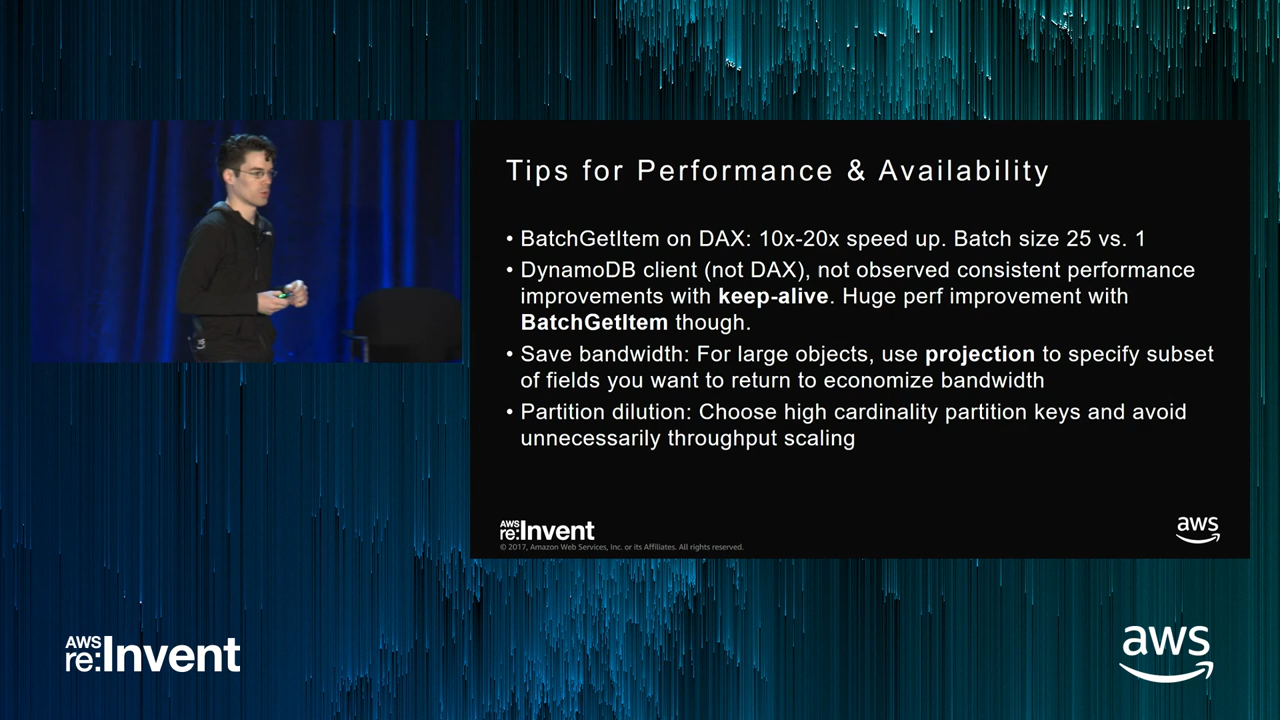 Tips for Performance & Availability
• BatchGetItem on DAX: 10x-20x speed up. Batch size 25 vs. 1
• DynamoDB client (not DAX), not observed consistent performance
improvements with keep-alive. Huge perf improvement with
BatchGetItem though.
• Save bandwidth: For large objects, use projection to specify subset
of fields you want to return to economize bandwidth
• Partition dilution: Choose high cardinality partition keys and avoid
unnecessarily throughput scaling
AWS
re:Invent
© 2017, Amazon Web Services, Inc. or its Affiliates. All rights reserved.
aws
AWS
re:Invent
aws